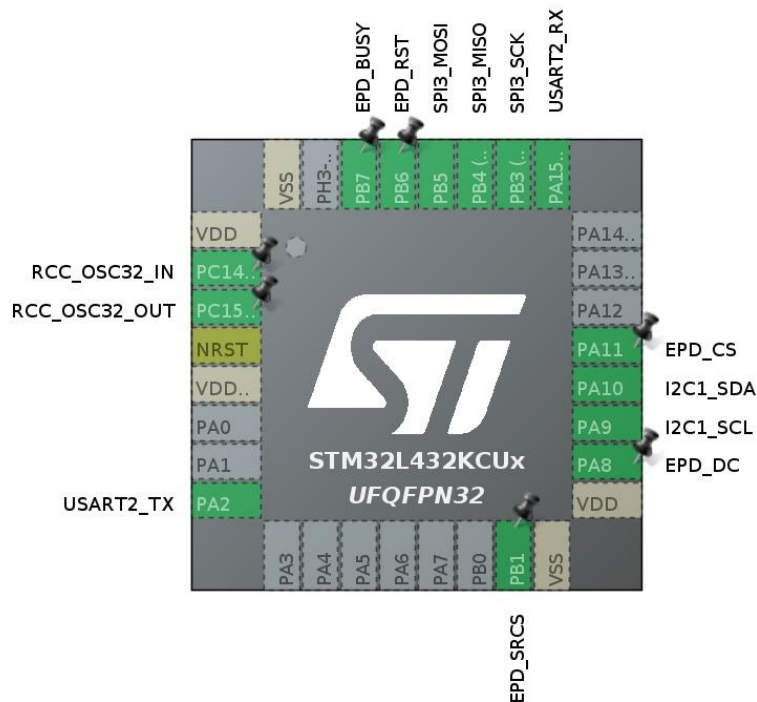 EPD_BUSY
EPD_RST
SPI3_MOSI
SPI3_MISO
SPI3_SCK
USART2_RX
VSS
PH3-..
PB7
PB6
PB5
PB4 (..
PB3 (..
PA15..
VDD
RCC_OSC32_IN
PC14..
RCC_OSC32_OUT
PC15..
NRST
VDD..
PA0
PA1
USART2_TX
PA2
PA14..
PA13..
PA12
PA11
EPD_CS
PA10
I2C1_SDA
PA9
I2C1_SCL
PA8
EPD_DC
VDD
ST
STM32L432KCUx
UFQFPN32
PA3
PA4
PA5
PA6
PA7
PB0
PB1
VSS
EPD_SRCS